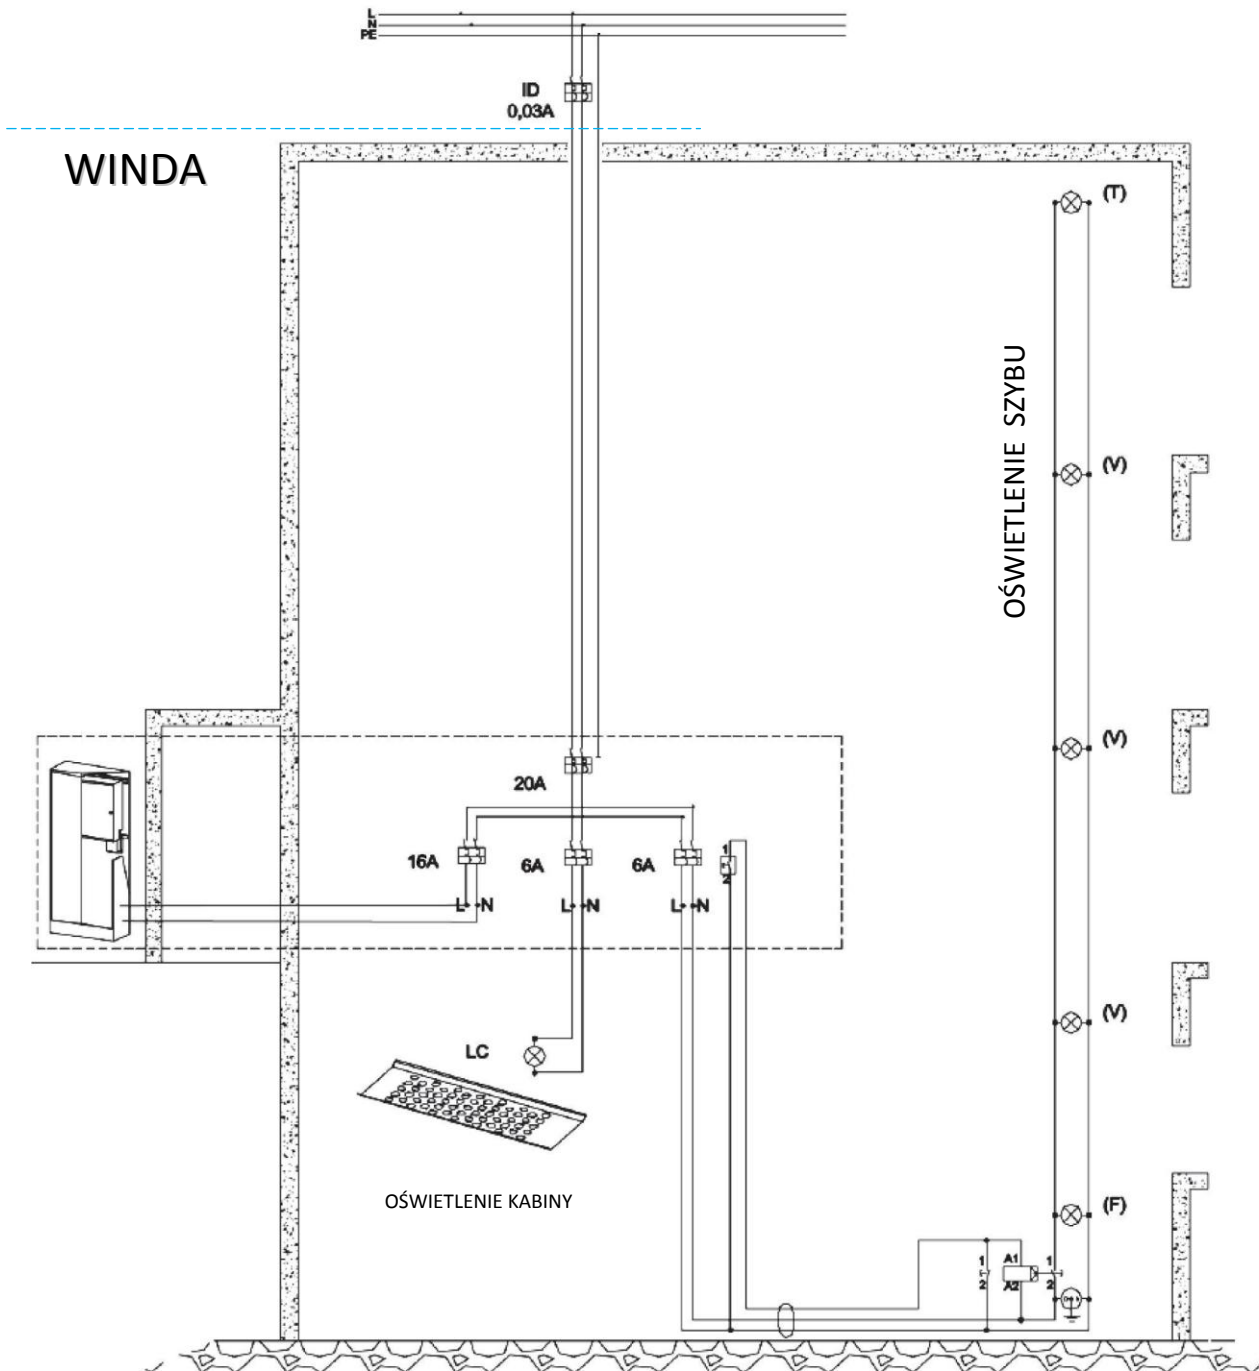 L
N
PE
ID
0,03A
WINDA
(T)
OŚWIETLENIE SZYBU
(V)
(V)
20A
16A
6A
6A
1
2
L N
L N
L N
(V)
LC
OŚWIETLENIE KABINY
(F)
1
A1
1
2
A2
2